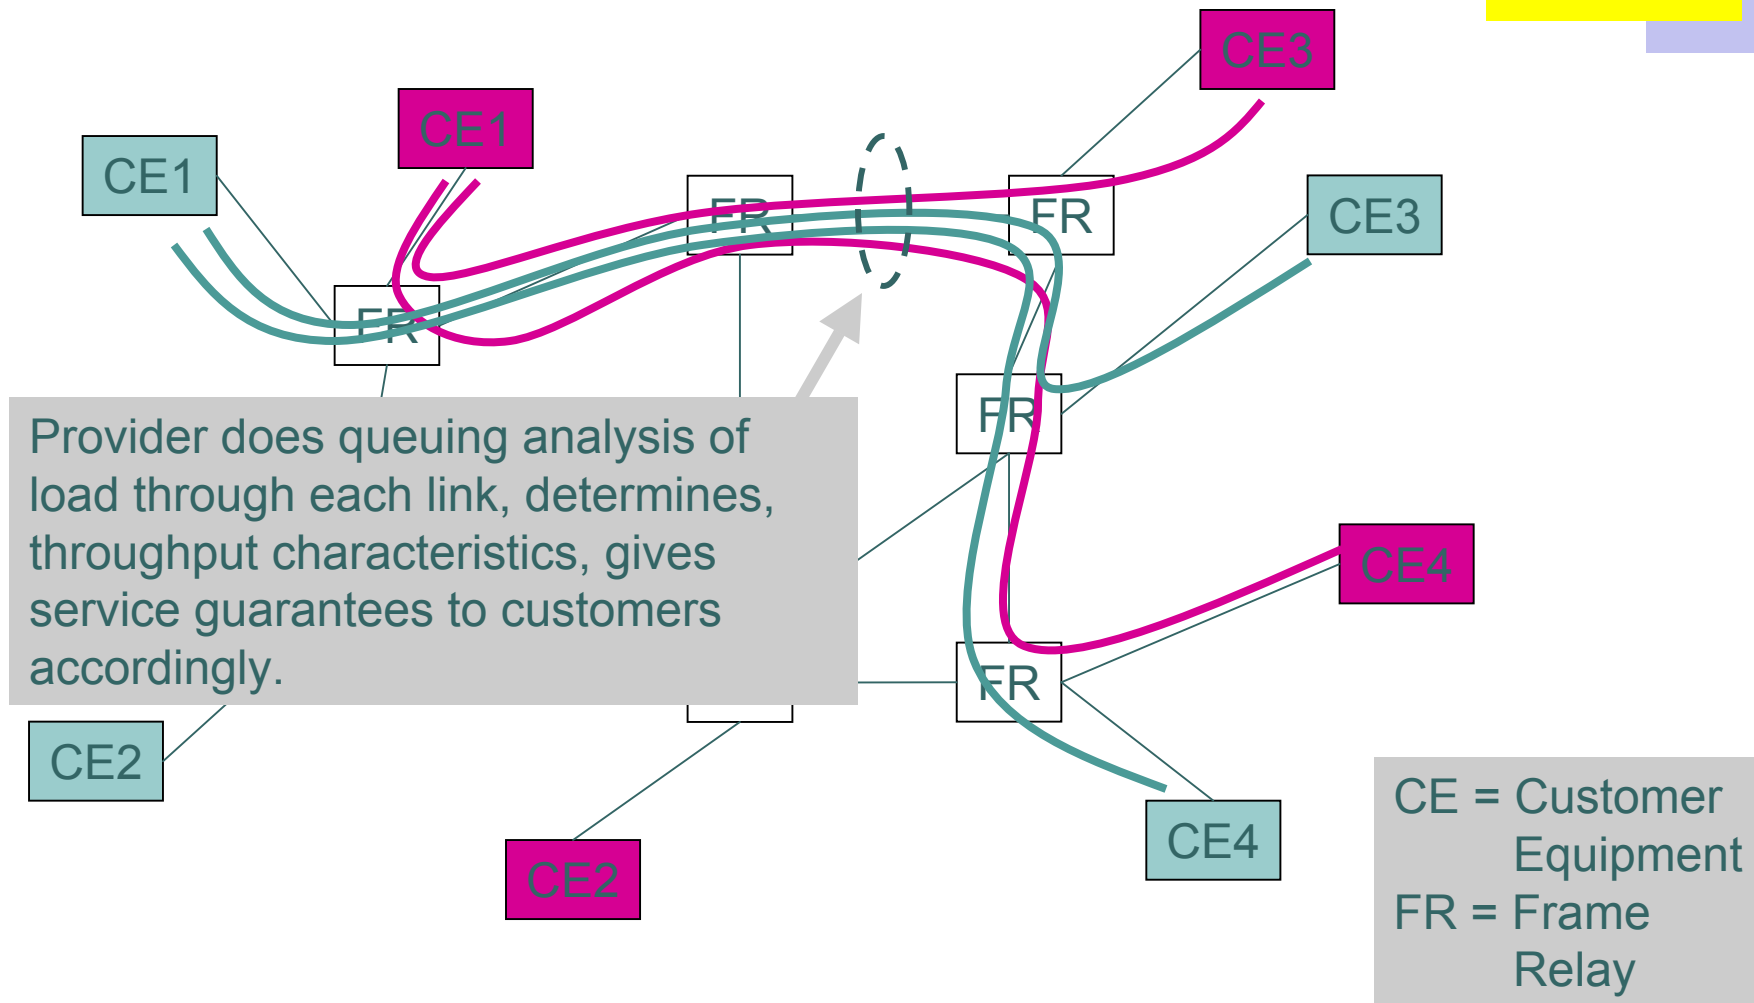 CE3
CE1
CE1
FR
FR
CE3
FR
FR
Provider does queuing analysis of
load through each link, determines,
throughput characteristics, gives
service guarantees to customers
accordingly.
CE4
FR
CE2
CE4
CE2
CE = Customer
Equipment
FR = Frame
Relay